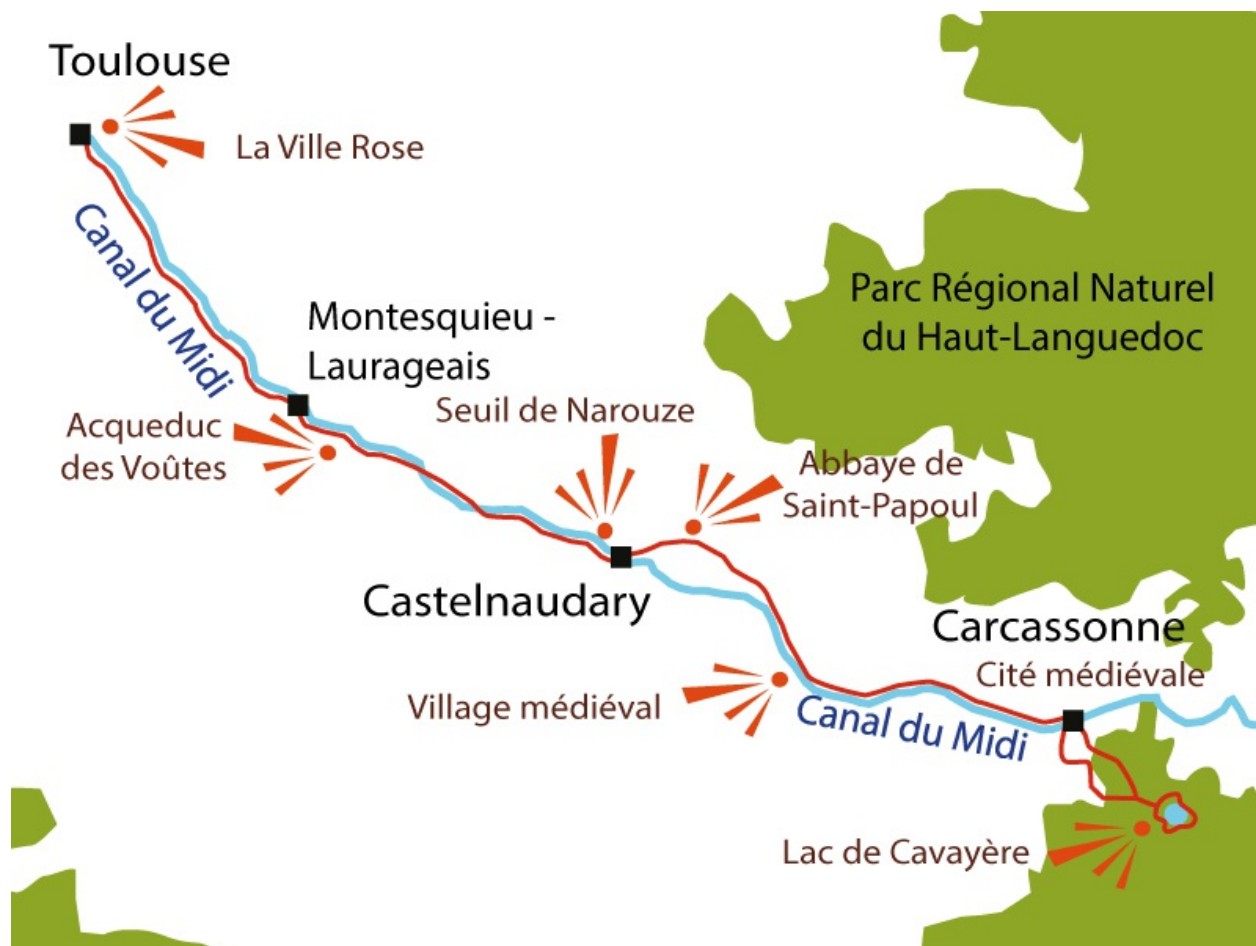 Toulouse
La Ville Rose
Canal du Midi
Montesquieu -
Laurageais
Parc Régional Naturel
du Haut-Languedoc
Acqueduc
des Voûtes
Seuil de Narouze
Abbaye de
Saint-Papoul
Castelnaudary
Carcassonne
Cité médiévale
Village médiéval
Canal du Midi
Lac de Cavayère